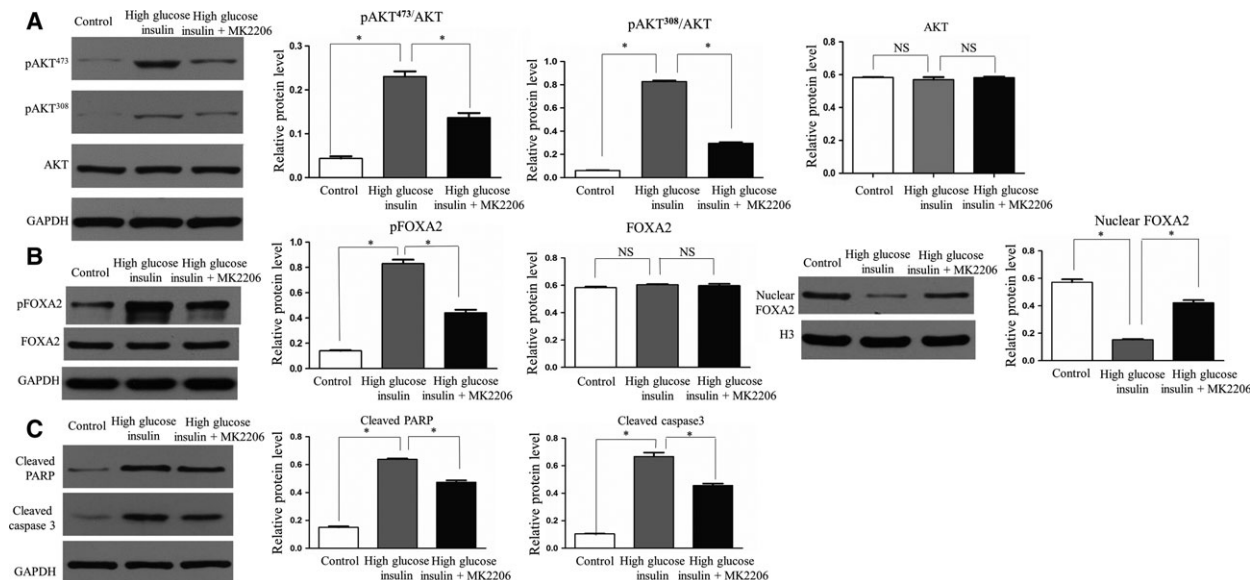 A
Control
High glucose High glucose
insulin insulin + MK2206
pAKT⁴⁷³
pAKT³⁰⁸
AKT
GAPDH
pAKT⁴⁷³/AKT
Relative protein level
0.3
0.2
0.1
0.0
*
*
Control
High glucose High glucose
insulin insulin + MK2206
pAKT³⁰⁸/AKT
Relative protein level
1.0
0.8
0.6
0.4
0.2
0.0
*
*
Control
High glucose High glucose
insulin insulin + MK2206
AKT
Relative protein level
0.8
0.6
0.4
0.2
0.0
NS
NS
Control
High glucose High glucose
insulin insulin + MK2206
B
Control
High glucose High glucose
insulin insulin + MK2206
pFOXA2
FOXA2
GAPDH
pFOXA2
Relative protein level
1.0
0.8
0.6
0.4
0.2
0.0
*
*
Control
High glucose High glucose
insulin insulin + MK2206
FOXA2
Relative protein level
0.8
0.6
0.4
0.2
0.0
NS
NS
Control
High glucose High glucose
insulin insulin + MK2206
Control
High glucose High glucose
insulin insulin + MK2206
Nuclear
FOXA2
H3
Nuclear FOXA2
Relative protein level
0.8
0.6
0.4
0.2
0.0
*
*
Control
High glucose High glucose
insulin insulin + MK2206
C
Control
High glucose High glucose
insulin insulin + MK2206
Cleaved
PARP
Cleaved
caspase 3
GAPDH
Cleaved PARP
Relative protein level
0.8
0.6
0.4
0.2
0.0
*
*
Control
High glucose High glucose
insulin insulin + MK2206
Cleaved caspase3
Relative protein level
0.8
0.6
0.4
0.2
0.0
*
*
Control
High glucose High glucose
insulin insulin + MK2206